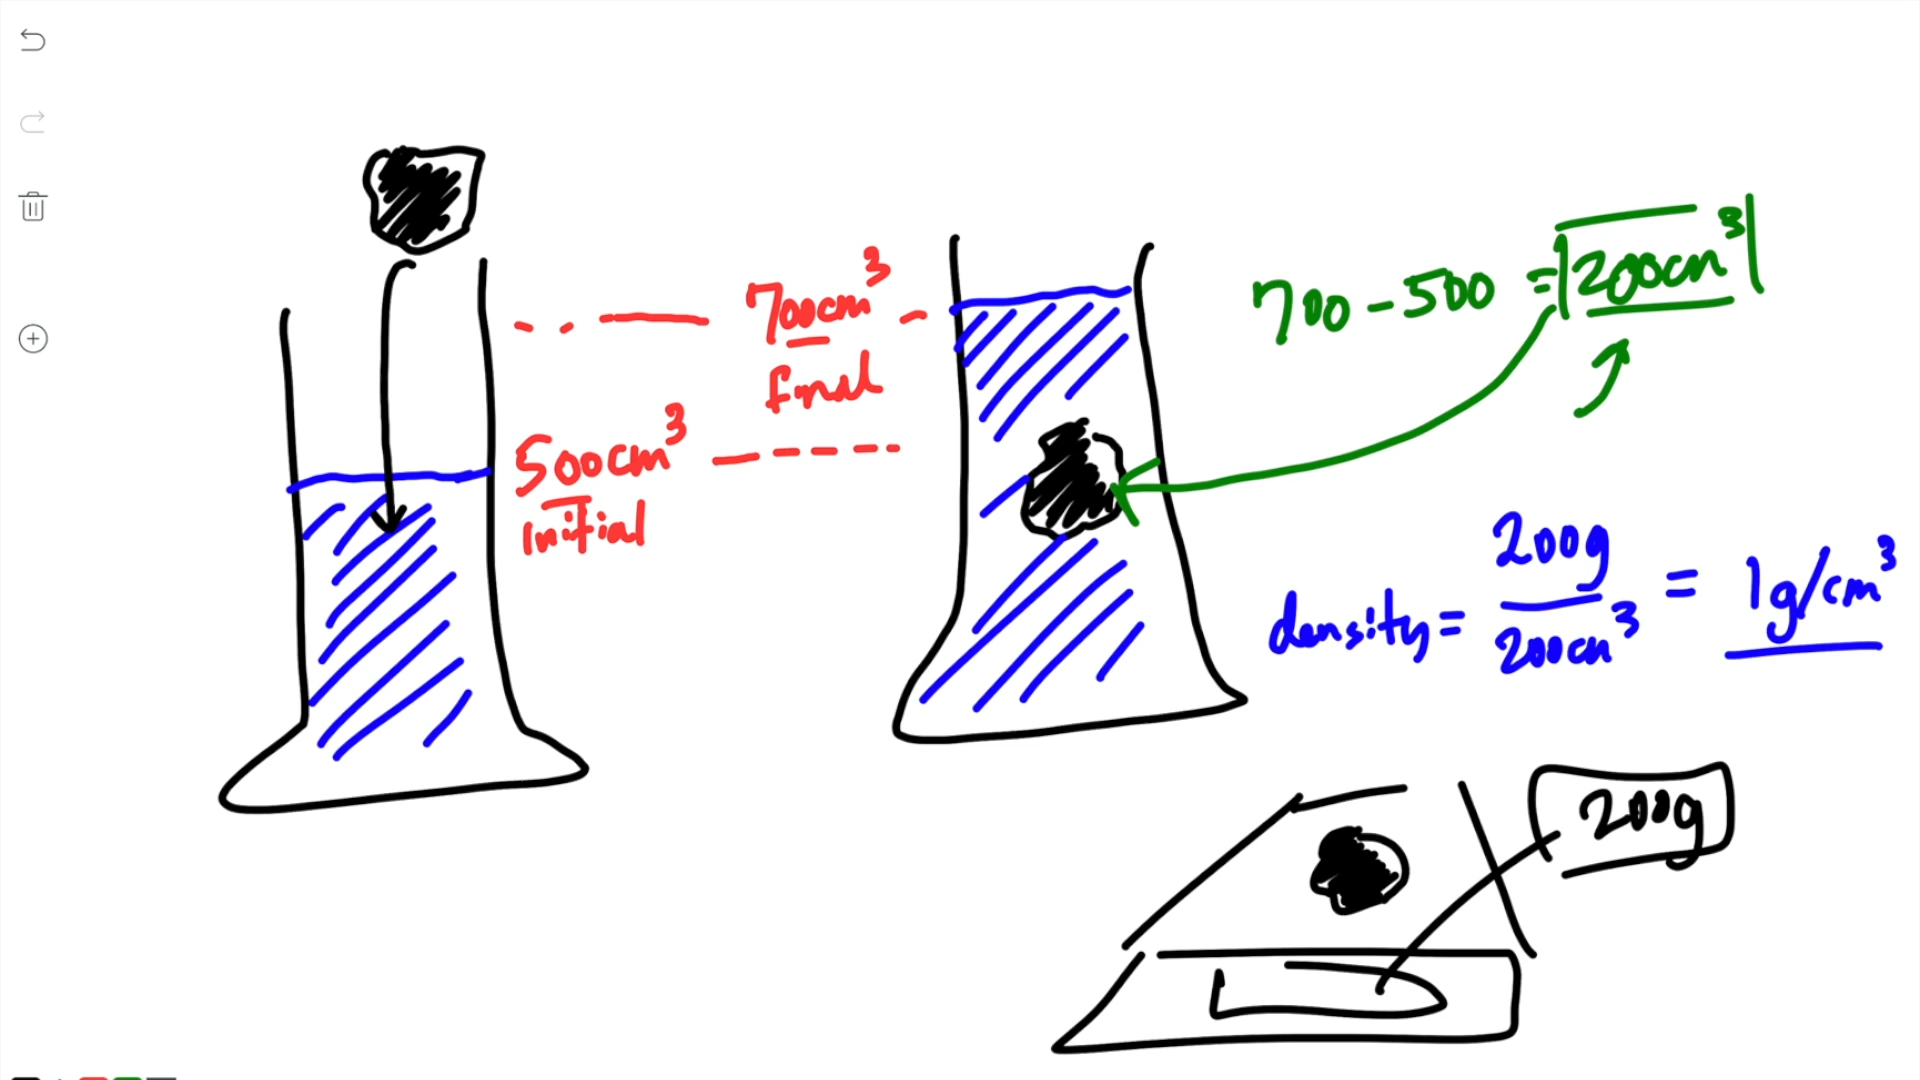 700cm³
final
500cm³
initial
700 - 500 = 200cm³
density = 200g / 200cm³ = 1g/cm³
200g